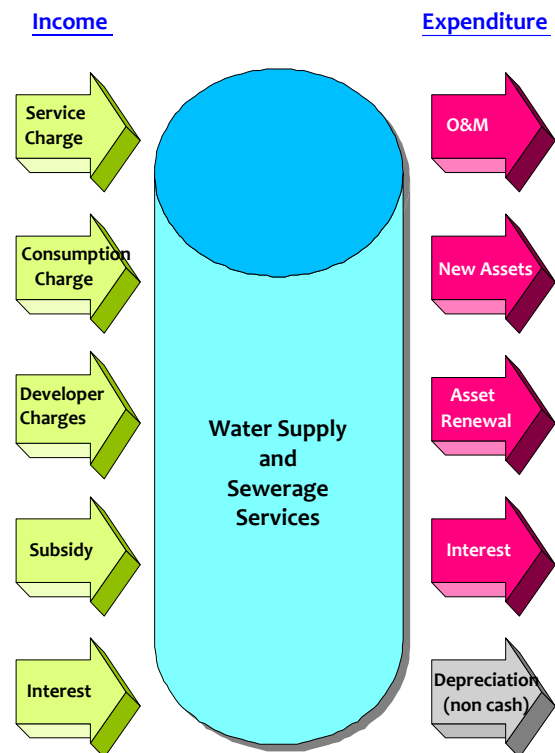 Income
Expenditure
Service
Charge
O&M
Consumption
Charge
New Assets
Developer
Charges
Asset
Renewal
Water Supply
and
Sewerage
Services
Subsidy
Interest
Interest
Depreciation
(non cash)